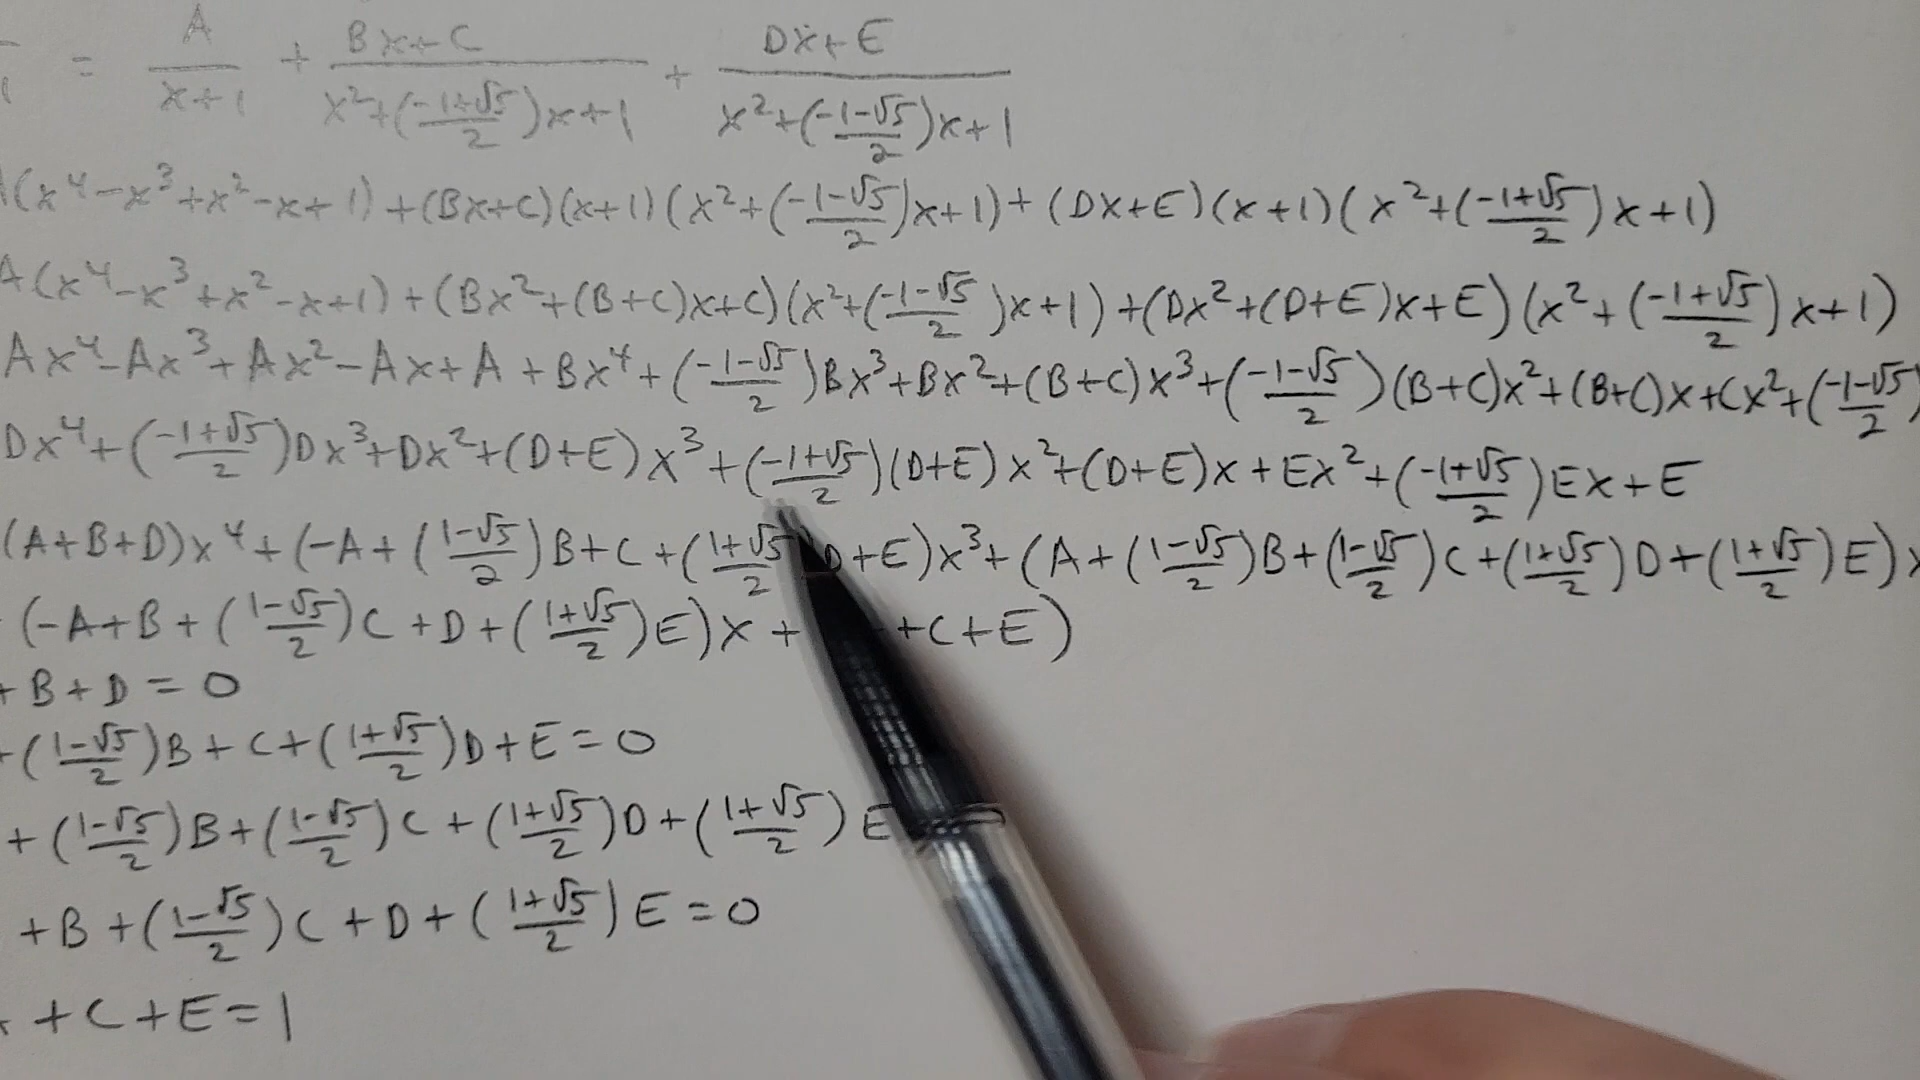 = A/(x+1) + (Bx+C)/(x²+((-1+√5)/2)x+1) + (Dx+E)/(x²+((-1-√5)/2)x+1)
(x⁴-x³+x²-x+1)+(Bx+C)(x+1)(x²+((-1-√5)/2)x+1)+(Dx+E)(x+1)(x²+((-1+√5)/2)x+1)
A(x⁴-x³+x²-x+1)+(Bx²+(B+C)x+C)(x²+((-1-√5)/2)x+1)+(Dx²+(D+E)x+E)(x²+((-1+√5)/2)x+1)
Ax⁴-Ax³+Ax²-Ax+A+Bx⁴+((-1-√5)/2)Bx³+Bx²+(B+C)x³+((-1-√5)/2)(B+C)x²+(B+C)x+Cx²+((-1-√5)/2)
Dx⁴+((-1+√5)/2)Dx³+Dx²+(D+E)x³+((-1+√5)/2)(D+E)x²+(D+E)x+Ex²+((-1+√5)/2)Ex+E
(A+B+D)x⁴+(-A+((1-√5)/2)B+C+((1+√5)/2)D+E)x³+(A+((1-√5)/2)B+((1-√5)/2)C+((1+√5)/2)D+((1+√5)/2)E)x
(-A+B+((1-√5)/2)C+D+((1+√5)/2)E)x+ +C+E)
+B+D=0
+((1-√5)/2)B+C+((1+√5)/2)D+E=0
+((1-√5)/2)B+((1-√5)/2)C+((1+√5)/2)D+((1+√5)/2)E
+B+((1-√5)/2)C+D+((1+√5)/2)E=0
+C+E=1